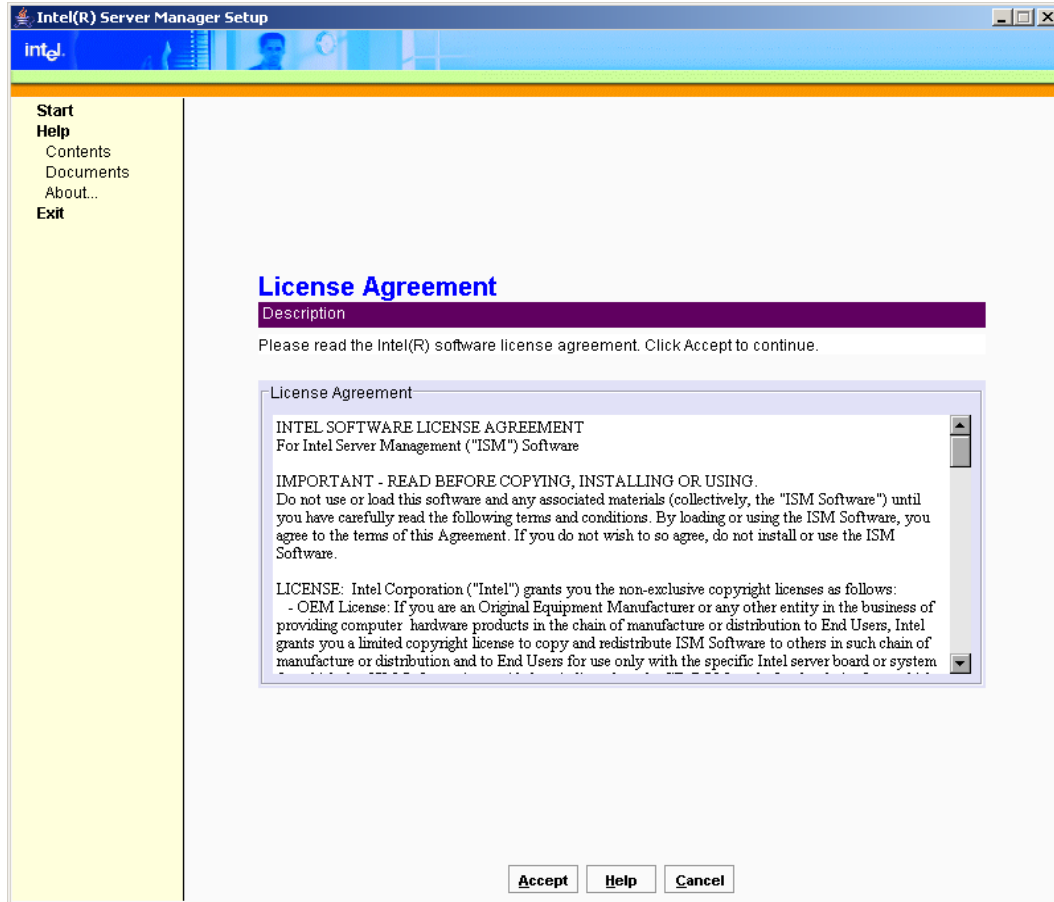 Intel(R) Server Manager Setup
intel.
Start
Help
Contents
Documents
About...
Exit
License Agreement
Description
Please read the Intel(R) software license agreement. Click Accept to continue.
License Agreement
INTEL SOFTWARE LICENSE AGREEMENT
For Intel Server Management ("ISM") Software
IMPORTANT - READ BEFORE COPYING, INSTALLING OR USING.
Do not use or load this software and any associated materials (collectively, the "ISM Software") until
you have carefully read the following terms and conditions. By loading or using the ISM Software, you
agree to the terms of this Agreement. If you do not wish to so agree, do not install or use the ISM
Software.
LICENSE:  Intel Corporation ("Intel") grants you the non-exclusive copyright licenses as follows:
- OEM License: If you are an Original Equipment Manufacturer or any other entity in the business of
providing computer  hardware products in the chain of manufacture or distribution to End Users, Intel
grants you a limited copyright license to copy and redistribute ISM Software to others in such chain of
manufacture or distribution and to End Users for use only with the specific Intel server board or system
Accept Help Cancel